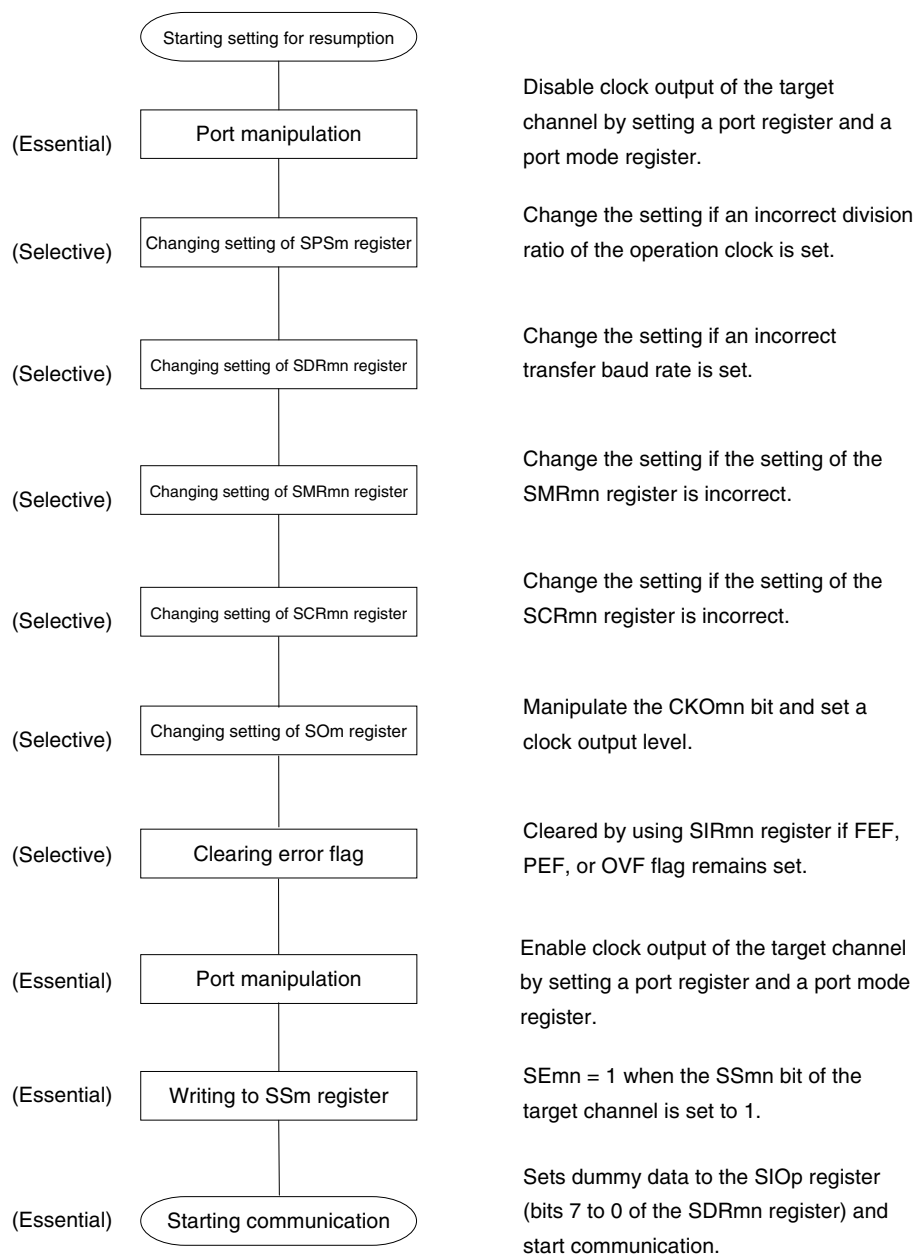 Starting setting for resumption
(Essential)
Port manipulation
Disable clock output of the target
channel by setting a port register and a
port mode register.
(Selective)
Changing setting of SPSm register
Change the setting if an incorrect division
ratio of the operation clock is set.
(Selective)
Changing setting of SDRmn register
Change the setting if an incorrect
transfer baud rate is set.
(Selective)
Changing setting of SMRmn register
Change the setting if the setting of the
SMRmn register is incorrect.
(Selective)
Changing setting of SCRmn register
Change the setting if the setting of the
SCRmn register is incorrect.
(Selective)
Changing setting of SOm register
Manipulate the CKOmn bit and set a
clock output level.
(Selective)
Clearing error flag
Cleared by using SIRmn register if FEF,
PEF, or OVF flag remains set.
(Essential)
Port manipulation
Enable clock output of the target channel
by setting a port register and a port mode
register.
(Essential)
Writing to SSm register
SEmn = 1 when the SSmn bit of the
target channel is set to 1.
(Essential)
Starting communication
Sets dummy data to the SIOp register
(bits 7 to 0 of the SDRmn register) and
start communication.